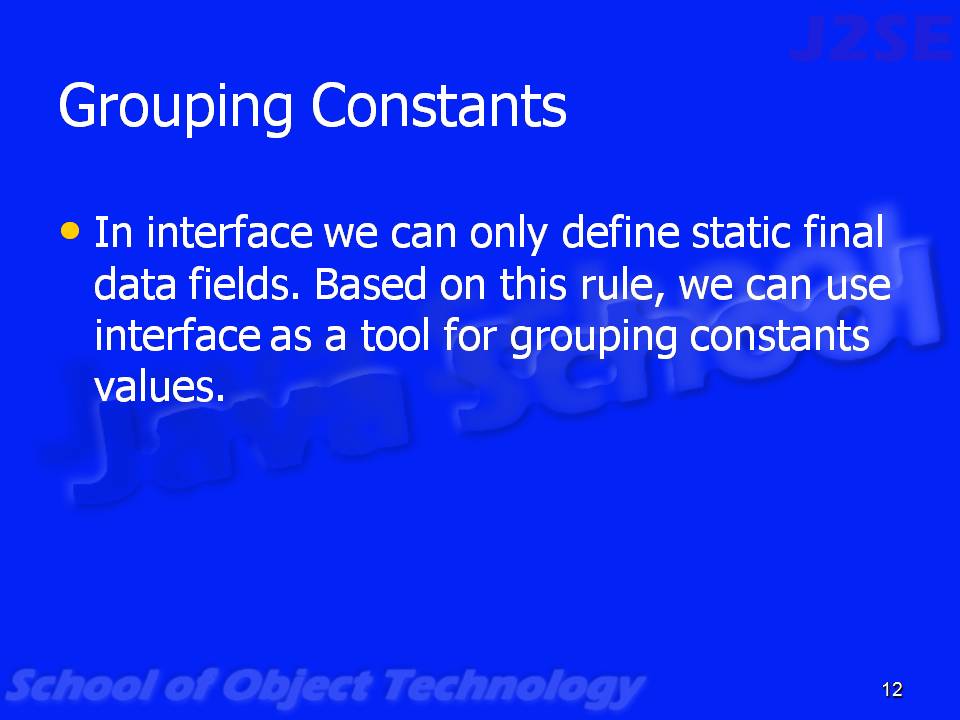 J2SE
Grouping Constants
• In interface we can only define static final
data fields. Based on this rule, we can use
interface as a tool for grouping constants
values.
Java School
School of Object Technology
12